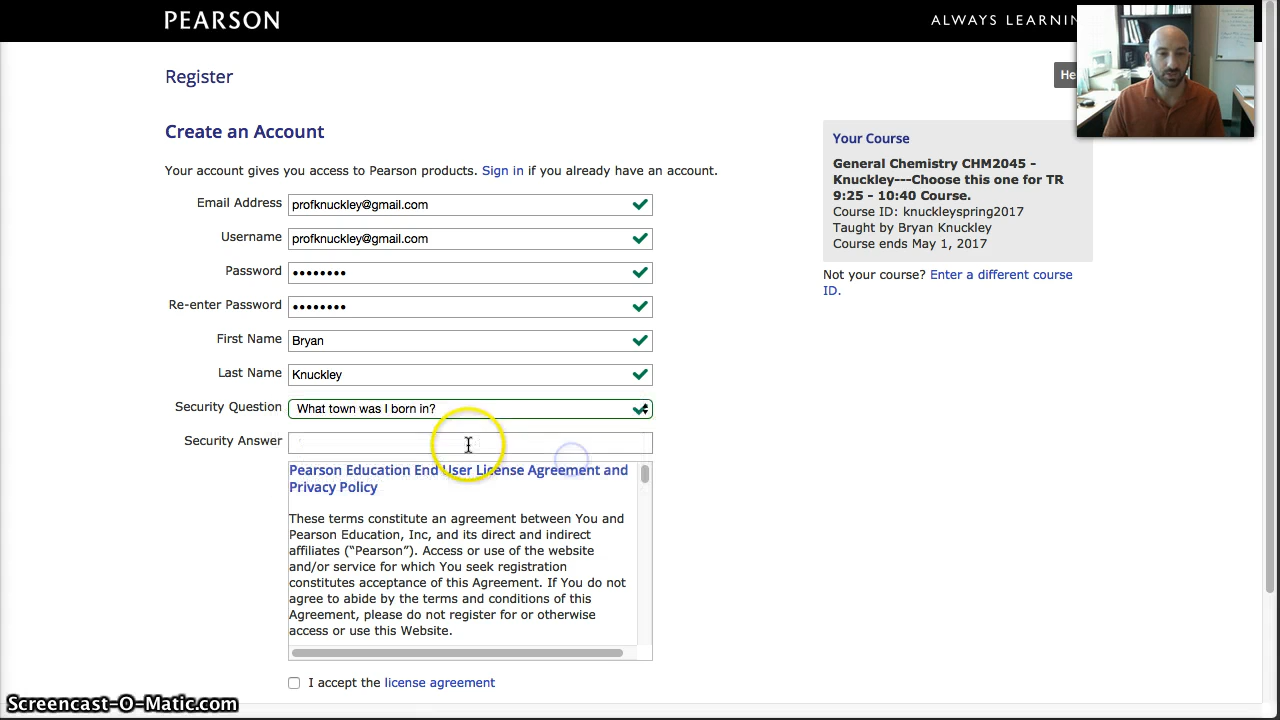 PEARSON
ALWAYS LEARNIN
Register
He
Create an Account
Your account gives you access to Pearson products. Sign in if you already have an account.
Email Address profknuckley@gmail.com
Username profknuckley@gmail.com
Password ••••••••
Re-enter Password ••••••••
First Name Bryan
Last Name Knuckley
Security Question What town was I born in?
Security Answer
Pearson Education End User License Agreement and
Privacy Policy
These terms constitute an agreement between You and
Pearson Education, Inc, and its direct and indirect
affiliates (“Pearson”). Access or use of the website
and/or service for which You seek registration
constitutes acceptance of this Agreement. If You do not
agree to abide by the terms and conditions of this
Agreement, please do not register for or otherwise
access or use this Website.
I accept the license agreement
Your Course
General Chemistry CHM2045 -
Knuckley---Choose this one for TR
9:25 - 10:40 Course.
Course ID: knuckleyspring2017
Taught by Bryan Knuckley
Course ends May 1, 2017
Not your course? Enter a different course
ID.
Screencast-O-Matic.com